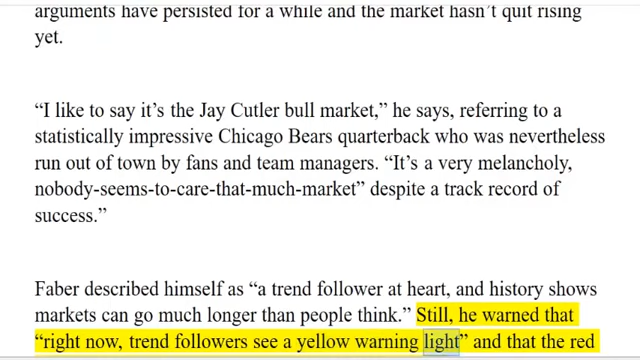 arguments have persisted for a while and the market hasn’t quit rising
yet.
“I like to say it’s the Jay Cutler bull market,” he says, referring to a
statistically impressive Chicago Bears quarterback who was nevertheless
run out of town by fans and team managers. “It’s a very melancholy,
nobody-seems-to-care-that-much-market” despite a track record of
success.”
Faber described himself as “a trend follower at heart, and history shows
markets can go much longer than people think.” Still, he warned that
“right now, trend followers see a yellow warning light” and that the red